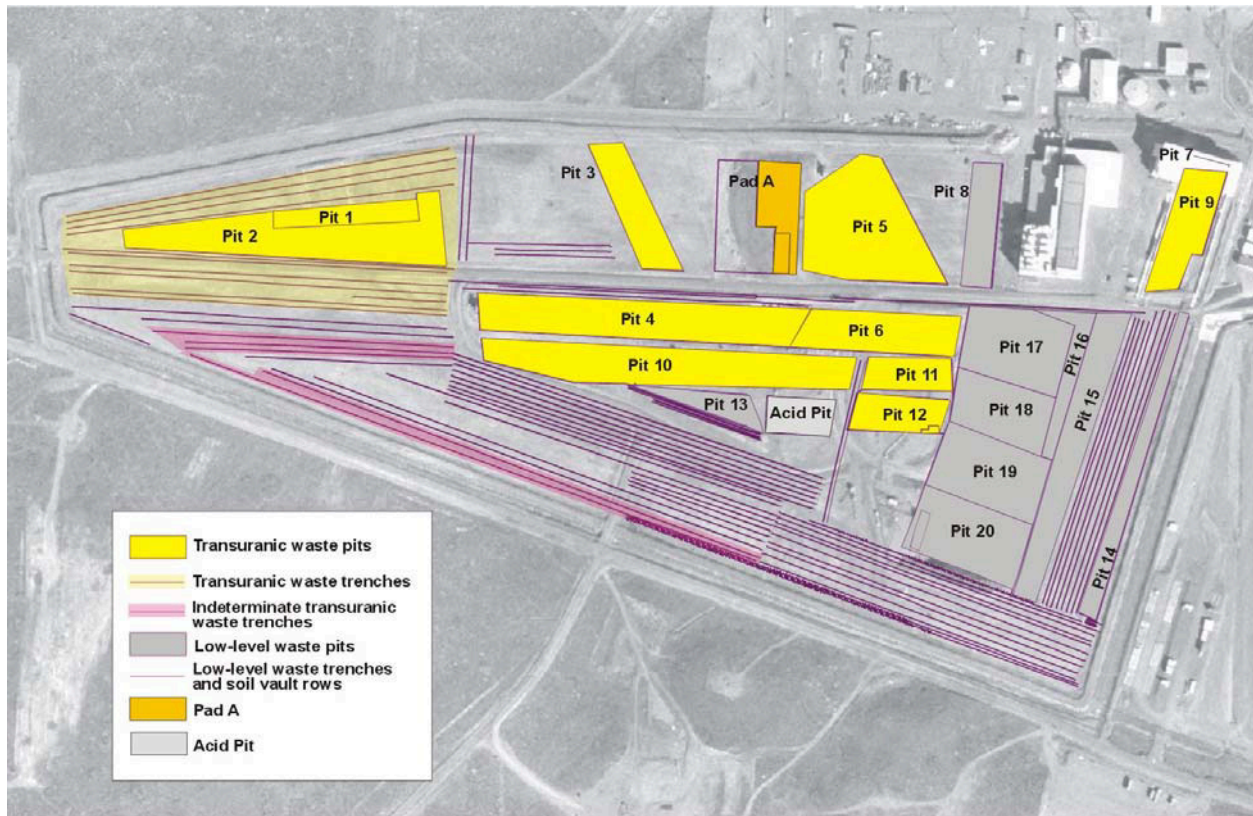 Pit 7
Pit 3
Pad A
Pit 8
Pit 9
Pit 1
Pit 2
Pit 5
Pit 4
Pit 6
Pit 17
Pit 16
Pit 10
Pit 11
Pit 15
Pit 13
Acid Pit
Pit 12
Pit 18
Pit 19
Pit 20
Pit 14
Transuranic waste pits
Transuranic waste trenches
Indeterminate transuranic
waste trenches
Low-level waste pits
Low-level waste trenches
and soil vault rows
Pad A
Acid Pit